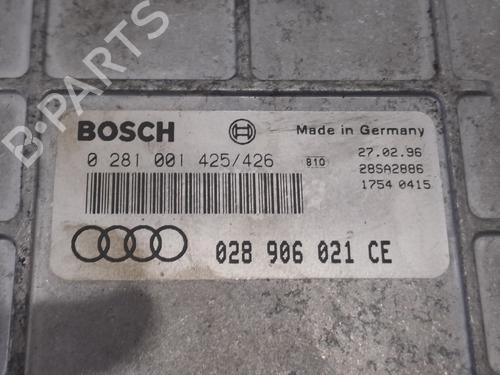 B-PARTS
BOSCH
Made in Germany
0 281 001 425/426
810
27.02.96
28SA2886
1754 0415
028 906 021 CE